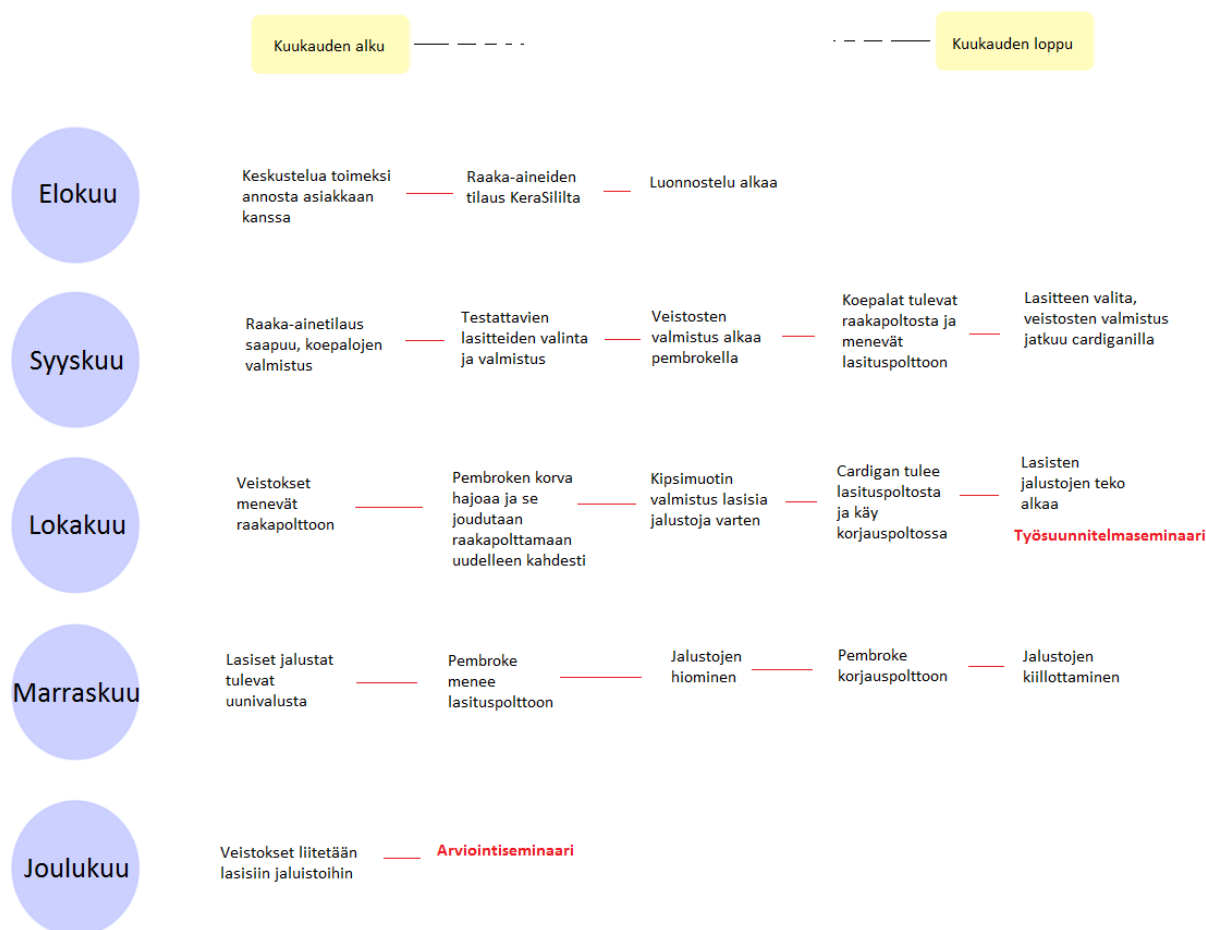 Kuukauden alku
Kuukauden loppu
Elokuu
Keskustelua toimeksi
annosta asiakkaan
kanssa
Raaka-aineiden
tilaus KeraSililta
Luonnostelu alkaa
Syyskuu
Raaka-ainetilaus
saapuu, koepalojen
valmistus
Testattavien
lasitteiden valinta
ja valmistus
Veistosten
valmistus alkaa
pembrokella
Koepalat tulevat
raakapoltosta ja
menevät
lasituspolttoon
Lasitteen valita,
veistosten valmistus
jatkuu cardiganilla
Lokakuu
Veistokset
menevät
raakapolttoon
Pembroken korva
hajoaa ja se
joudutaan
raakapolttamaan
uudelleen kahdesti
Kipsimuotin
valmistus lasisia
jalustoja varten
Cardigan tulee
lasituspoltosta
ja käy
korjauspoltossa
Lasisten
jalustojen teko
alkaa
Työsuunnitelmaseminaari
Marraskuu
Lasiset jalustat
tulevat
uunivalusta
Pembroke
menee
lasituspolttoon
Jalustojen
hiominen
Pembroke
korjauspolttoon
Jalustojen
kiillottaminen
Joulukuu
Veistokset liitetään
lasisiin jaluistoihin
Arviointiseminaari